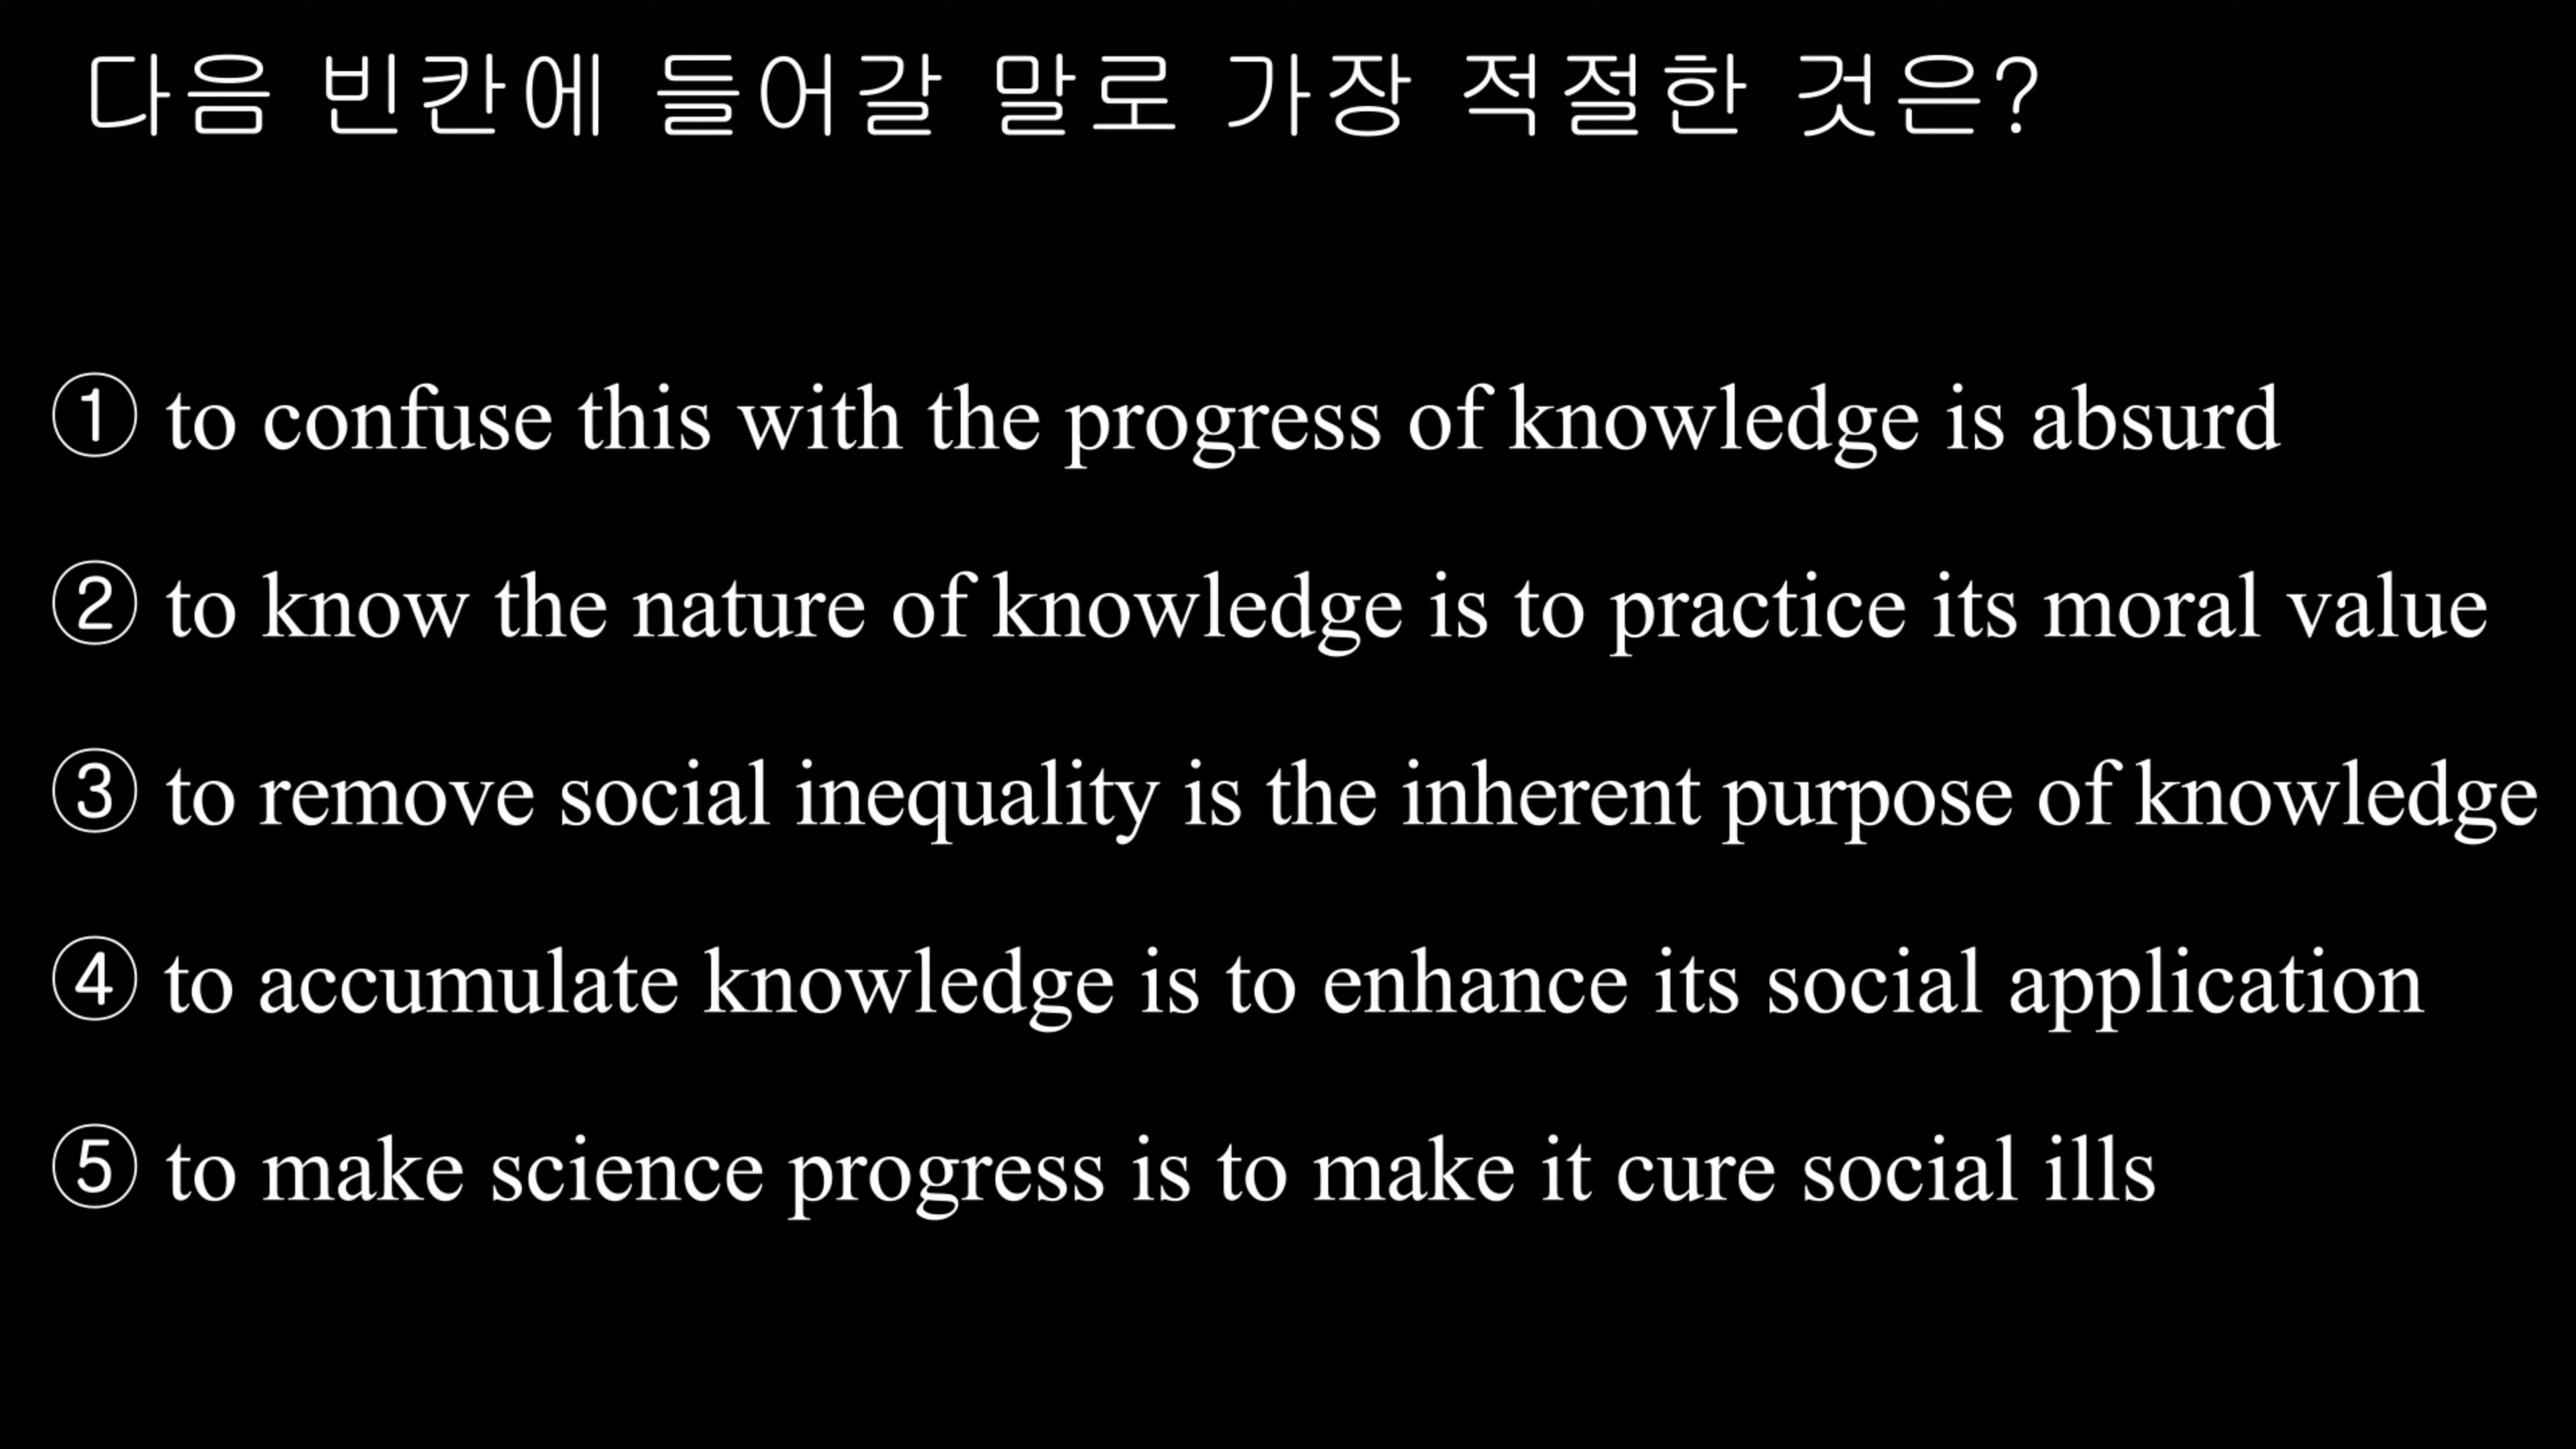 다음 빈칸에 들어갈 말로 가장 적절한 것은?
① to confuse this with the progress of knowledge is absurd
② to know the nature of knowledge is to practice its moral value
③ to remove social inequality is the inherent purpose of knowledge
④ to accumulate knowledge is to enhance its social application
⑤ to make science progress is to make it cure social ills